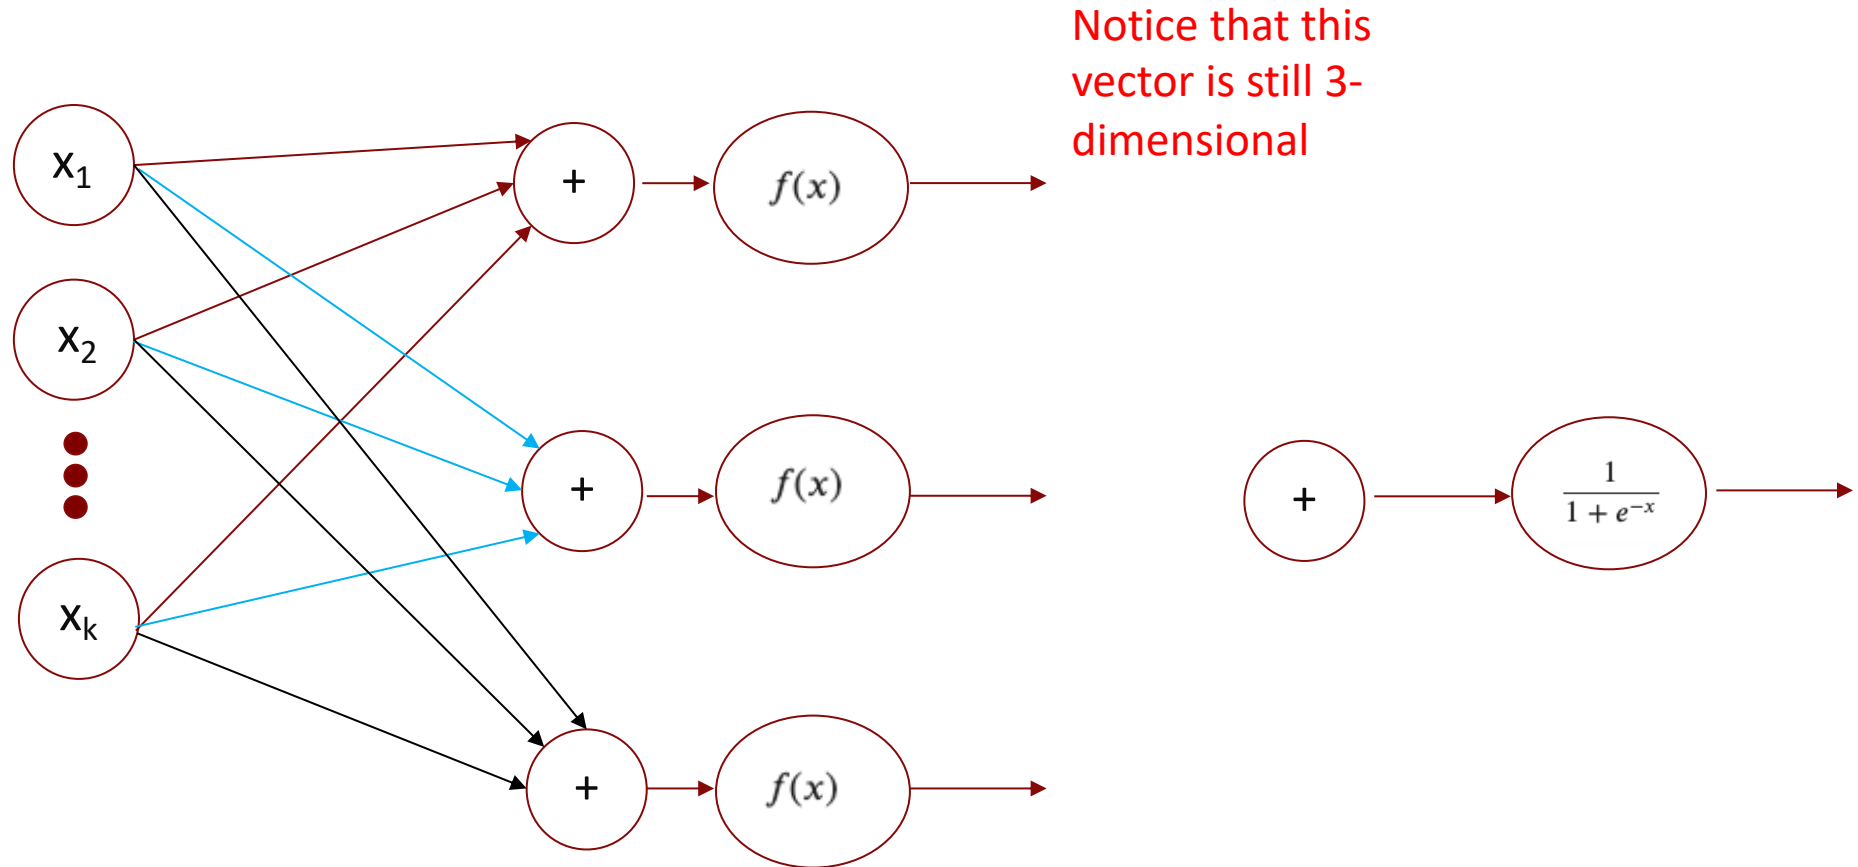 Notice that this
vector is still 3-
dimensional
x₁
+
f(x)
x₂
+
f(x)
+
1
1 + e⁻ˣ
xₖ
+
f(x)